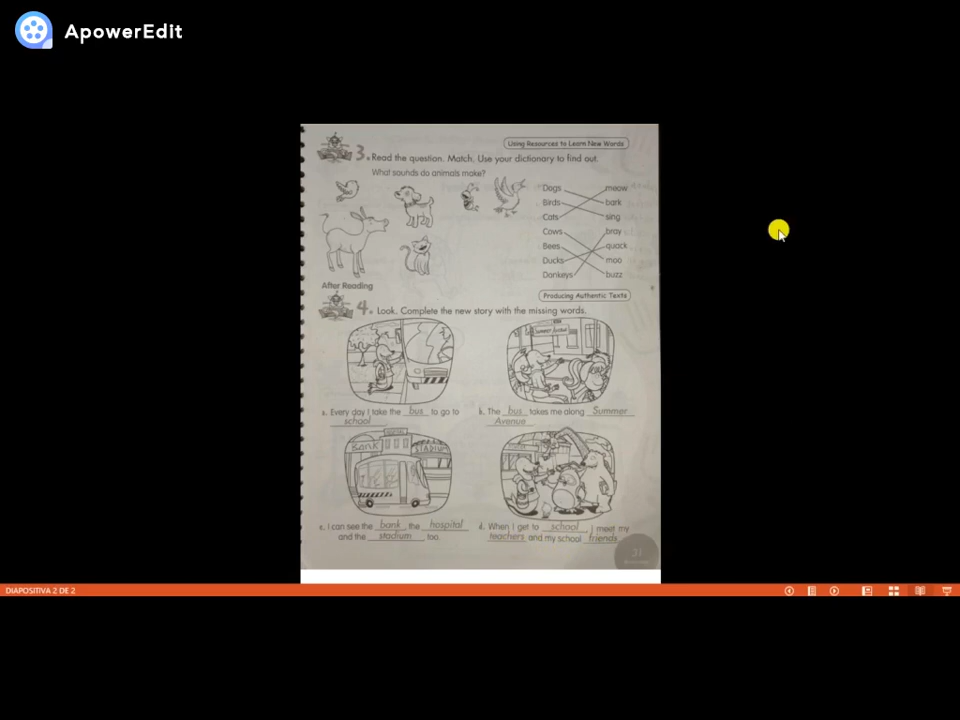 ApowerEdit
Using Resources to Learn New Words
3. Read the question. Match. Use your dictionary to find out.
What sounds do animals make?
Dogs meow
Birds bark
Cats sing
Cows bray
Bees quack
Ducks moo
Donkeys buzz
After Reading
Producing Authentic Texts
4. Look. Complete the new story with the missing words.
Summer Avenue
a. Every day I take the bus to go to
school
b. The bus takes me along Summer
Avenue
BANK
STADIUM
c. I can see the bank, the hospital
and the stadium too.
d. When I get to school, I meet my
teachers and my school friends
31
DIAPOSITIVA 2 DE 2